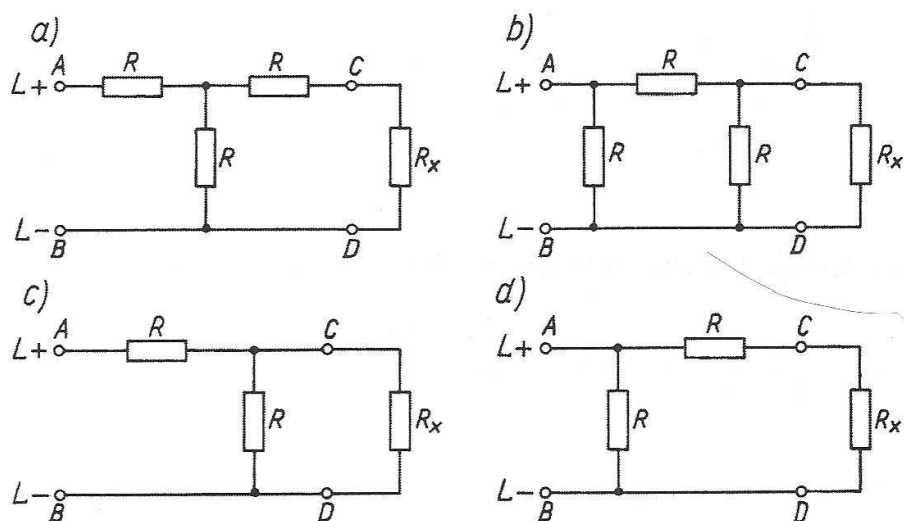 a)
A R R C
L+
R
Rx
L-
B D
b)
A R C
L+
R R Rx
L-
B D
c)
A R C
L+
R Rx
L-
B D
d)
A R C
L+
R Rx
L-
B D